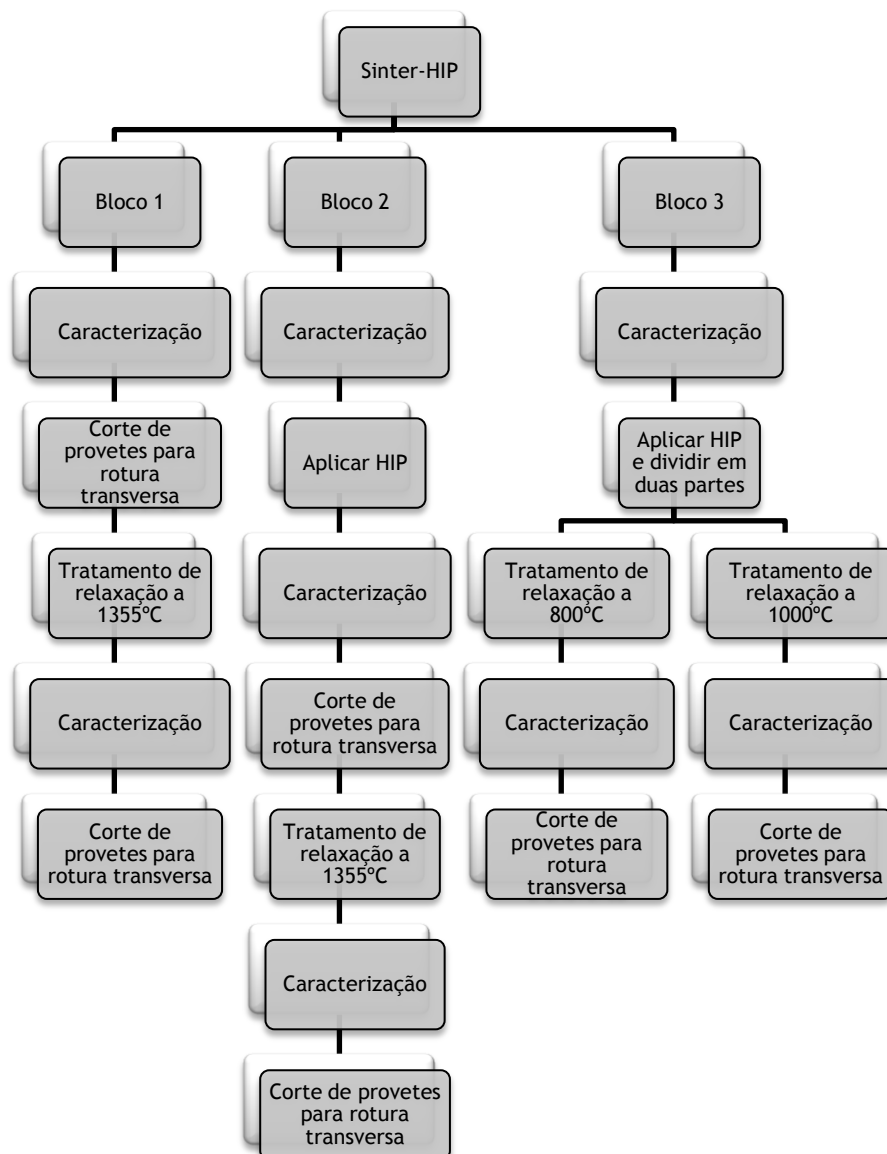 Sinter-HIP
Bloco 1
Bloco 2
Bloco 3
Caracterização
Caracterização
Caracterização
Corte de
provetes para
rotura
transversa
Aplicar HIP
Aplicar HIP
e dividir em
duas partes
Tratamento de
relaxação a
1355ºC
Caracterização
Tratamento de
relaxação a
800ºC
Tratamento de
relaxação a
1000ºC
Caracterização
Corte de
provetes para
rotura transversa
Caracterização
Caracterização
Corte de
provetes para
rotura transversa
Tratamento de
relaxação a
1355ºC
Corte de
provetes para
rotura
transversa
Corte de
provetes para
rotura transversa
Caracterização
Corte de provetes
para rotura
transversa